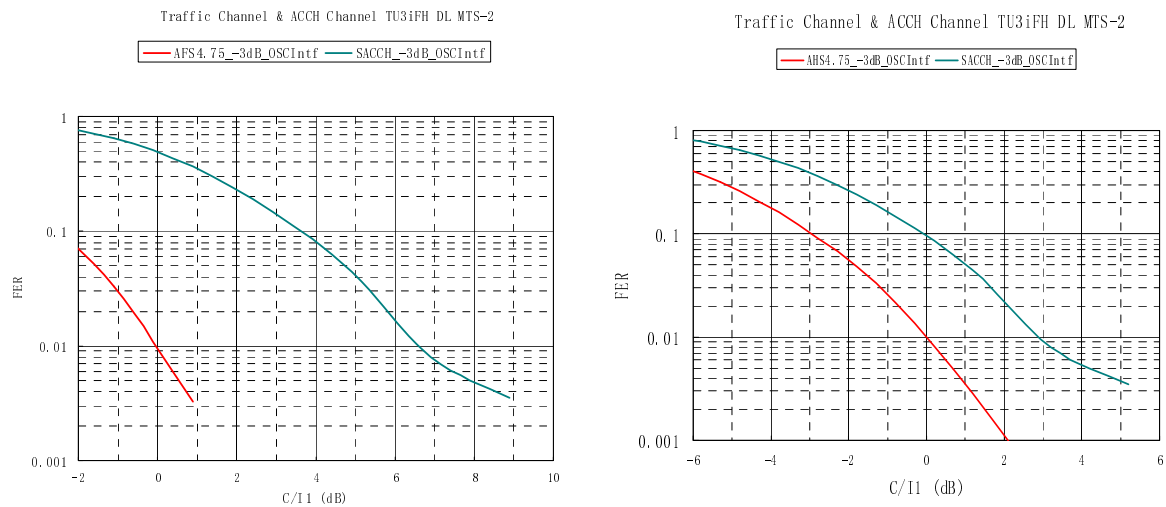 Traffic Channel & ACCH Channel TU3iFH DL MTS-2
AFS4.75_-3dB_OSCIntf SACCH_-3dB_OSCIntf
1
0.1
0.01
0.001
FER
-2 0 2 4 6 8 10
C/I1 (dB)
Traffic Channel & ACCH Channel TU3iFH DL MTS-2
AHS4.75_-3dB_OSCIntf SACCH_-3dB_OSCIntf
1
0.1
0.01
0.001
FER
-6 -4 -2 0 2 4 6
C/I1 (dB)